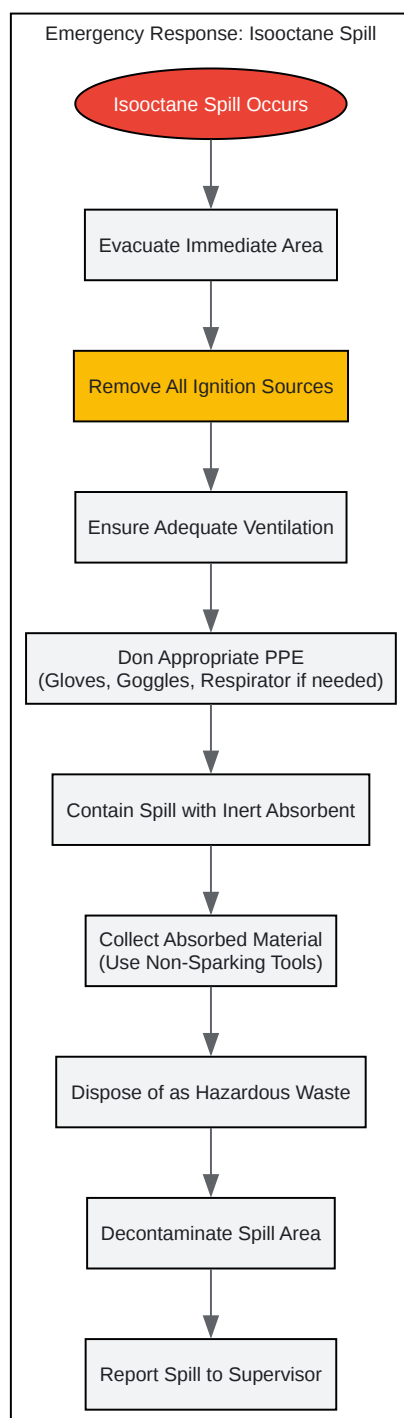 Emergency Response: Isooctane Spill
Isooctane Spill Occurs
Evacuate Immediate Area
Remove All Ignition Sources
Ensure Adequate Ventilation
Don Appropriate PPE
(Gloves, Goggles, Respirator if needed)
Contain Spill with Inert Absorbent
Collect Absorbed Material
(Use Non-Sparking Tools)
Dispose of as Hazardous Waste
Decontaminate Spill Area
Report Spill to Supervisor